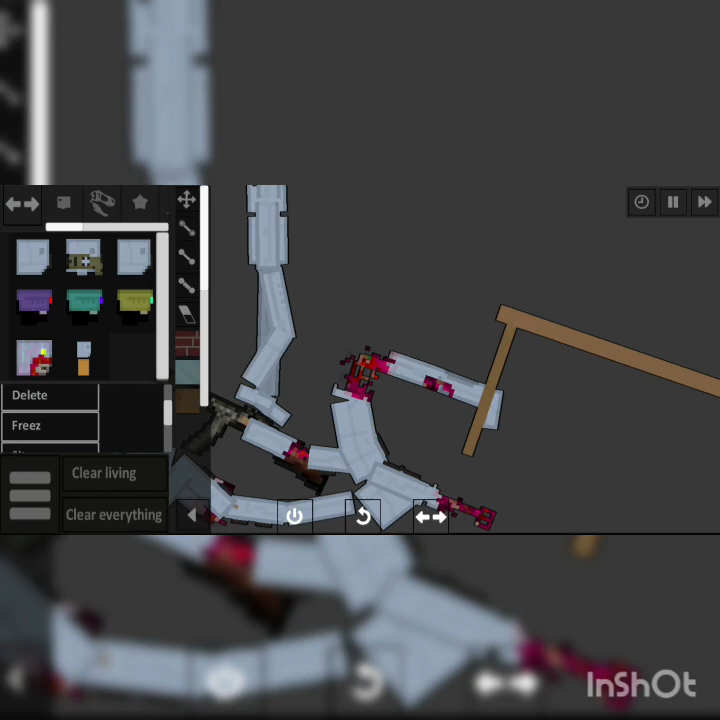 Delete
Freez
Clear living
Clear everything
InShOt